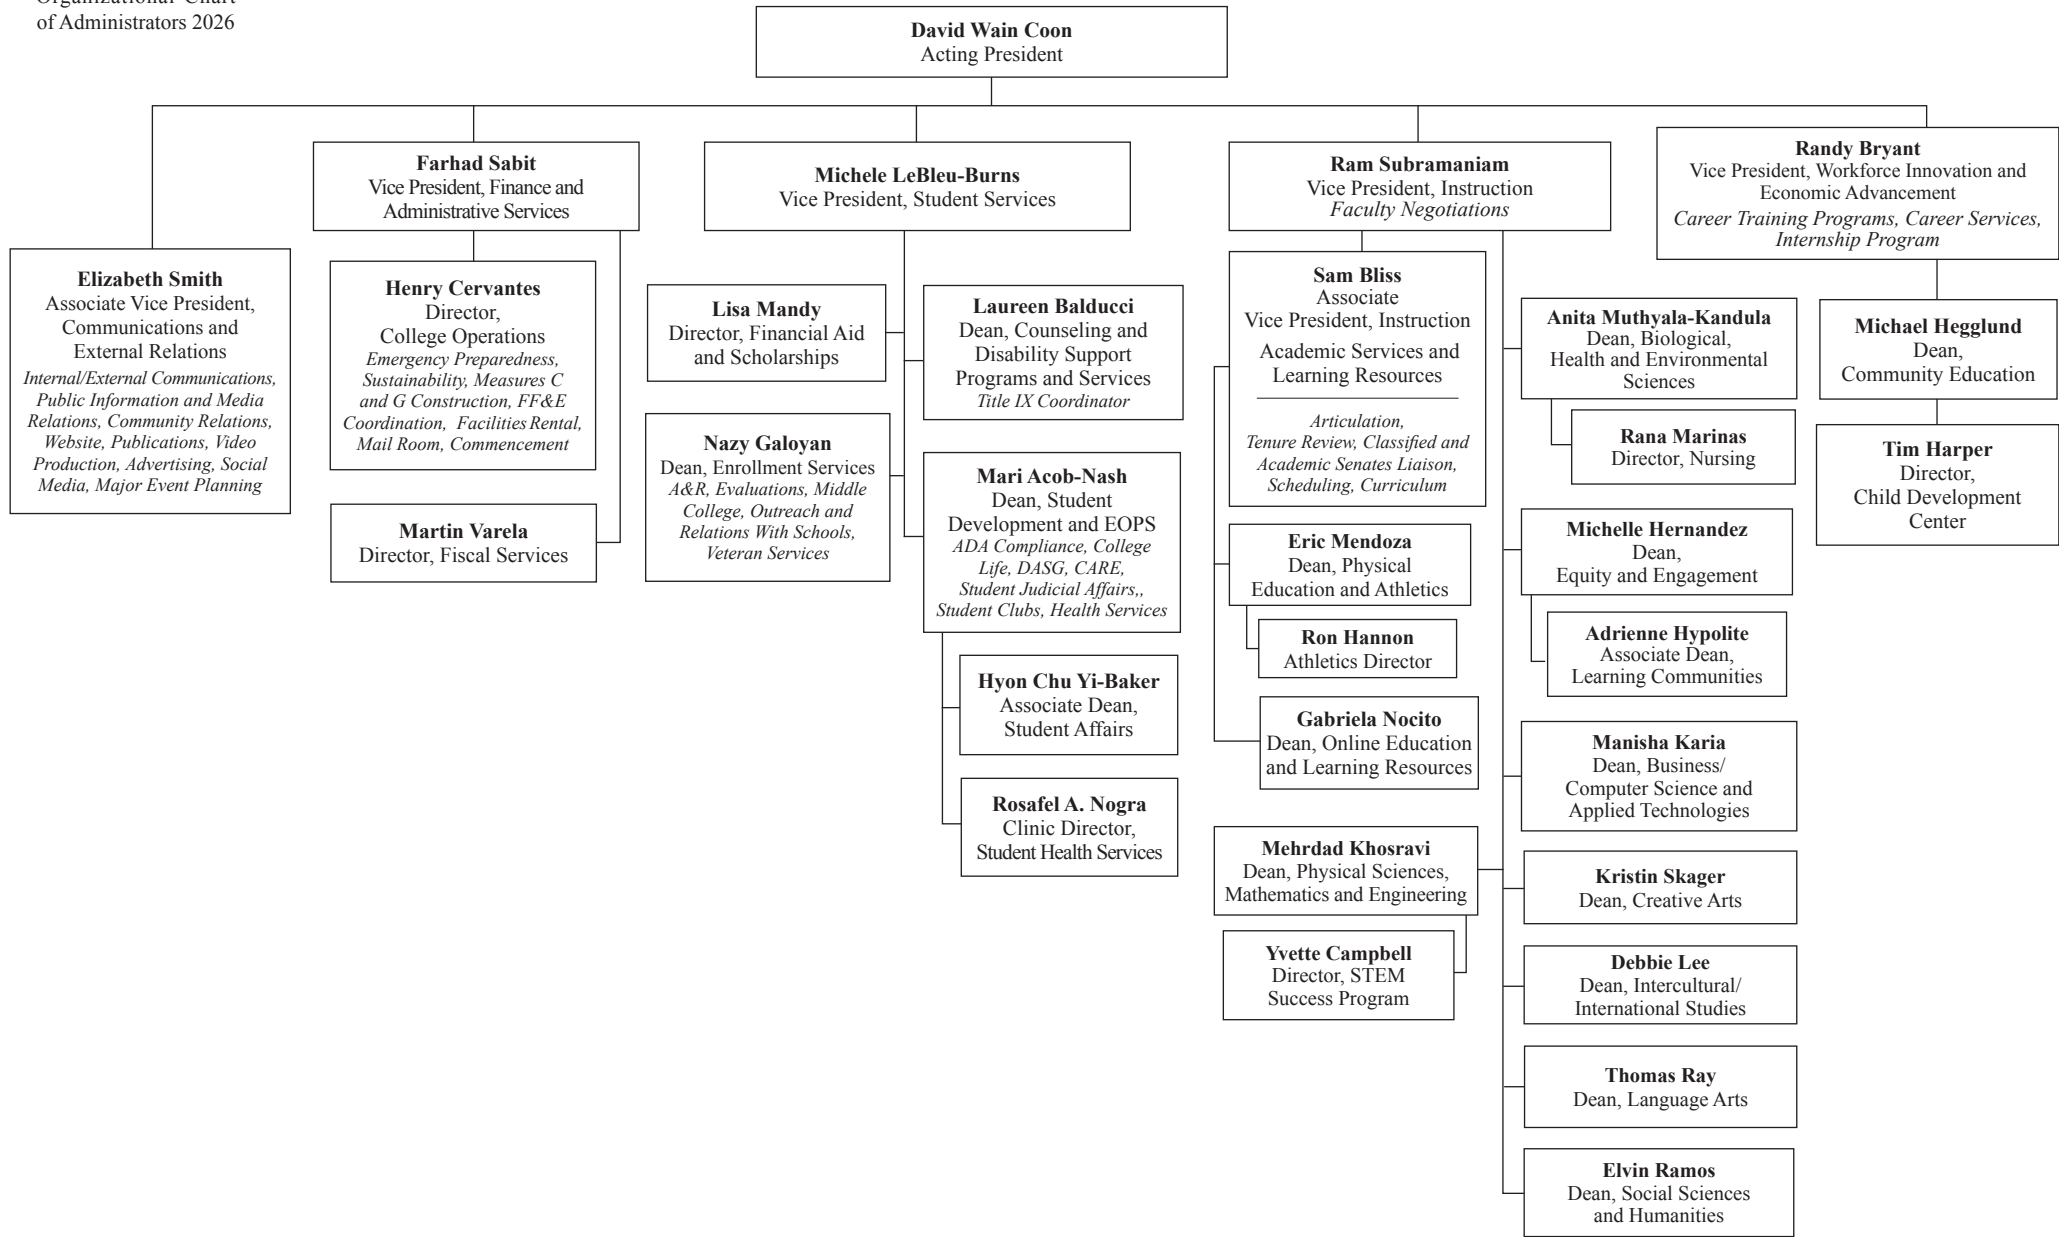 Organizational Chart
of Administrators 2026
David Wain Coon
Acting President
Elizabeth Smith
Associate Vice President,
Communications and
External Relations
Internal/External Communications,
Public Information and Media
Relations, Community Relations,
Website, Publications, Video
Production, Advertising, Social
Media, Major Event Planning
Farhad Sabit
Vice President, Finance and
Administrative Services
Henry Cervantes
Director,
College Operations
Emergency Preparedness,
Sustainability, Measures C
and G Construction, FF&E
Coordination, Facilities Rental,
Mail Room, Commencement
Martin Varela
Director, Fiscal Services
Michele LeBleu-Burns
Vice President, Student Services
Lisa Mandy
Director, Financial Aid
and Scholarships
Nazy Galoyan
Dean, Enrollment Services
A&R, Evaluations, Middle
College, Outreach and
Relations With Schools,
Veteran Services
Laureen Balducci
Dean, Counseling and
Disability Support
Programs and Services
Title IX Coordinator
Mari Acob-Nash
Dean, Student
Development and EOPS
ADA Compliance, College
Life, DASG, CARE,
Student Judicial Affairs,,
Student Clubs, Health Services
Hyon Chu Yi-Baker
Associate Dean,
Student Affairs
Rosafel A. Nogra
Clinic Director,
Student Health Services
Ram Subramaniam
Vice President, Instruction
Faculty Negotiations
Sam Bliss
Associate
Vice President, Instruction
Academic Services and
Learning Resources
Articulation,
Tenure Review, Classified and
Academic Senates Liaison,
Scheduling, Curriculum
Eric Mendoza
Dean, Physical
Education and Athletics
Ron Hannon
Athletics Director
Gabriela Nocito
Dean, Online Education
and Learning Resources
Mehrdad Khosravi
Dean, Physical Sciences,
Mathematics and Engineering
Yvette Campbell
Director, STEM
Success Program
Anita Muthyala-Kandula
Dean, Biological,
Health and Environmental
Sciences
Rana Marinas
Director, Nursing
Michelle Hernandez
Dean,
Equity and Engagement
Adrienne Hypolite
Associate Dean,
Learning Communities
Manisha Karia
Dean, Business/
Computer Science and
Applied Technologies
Kristin Skager
Dean, Creative Arts
Debbie Lee
Dean, Intercultural/
International Studies
Thomas Ray
Dean, Language Arts
Elvin Ramos
Dean, Social Sciences
and Humanities
Randy Bryant
Vice President, Workforce Innovation and
Economic Advancement
Career Training Programs, Career Services,
Internship Program
Michael Hegglund
Dean,
Community Education
Tim Harper
Director,
Child Development
Center